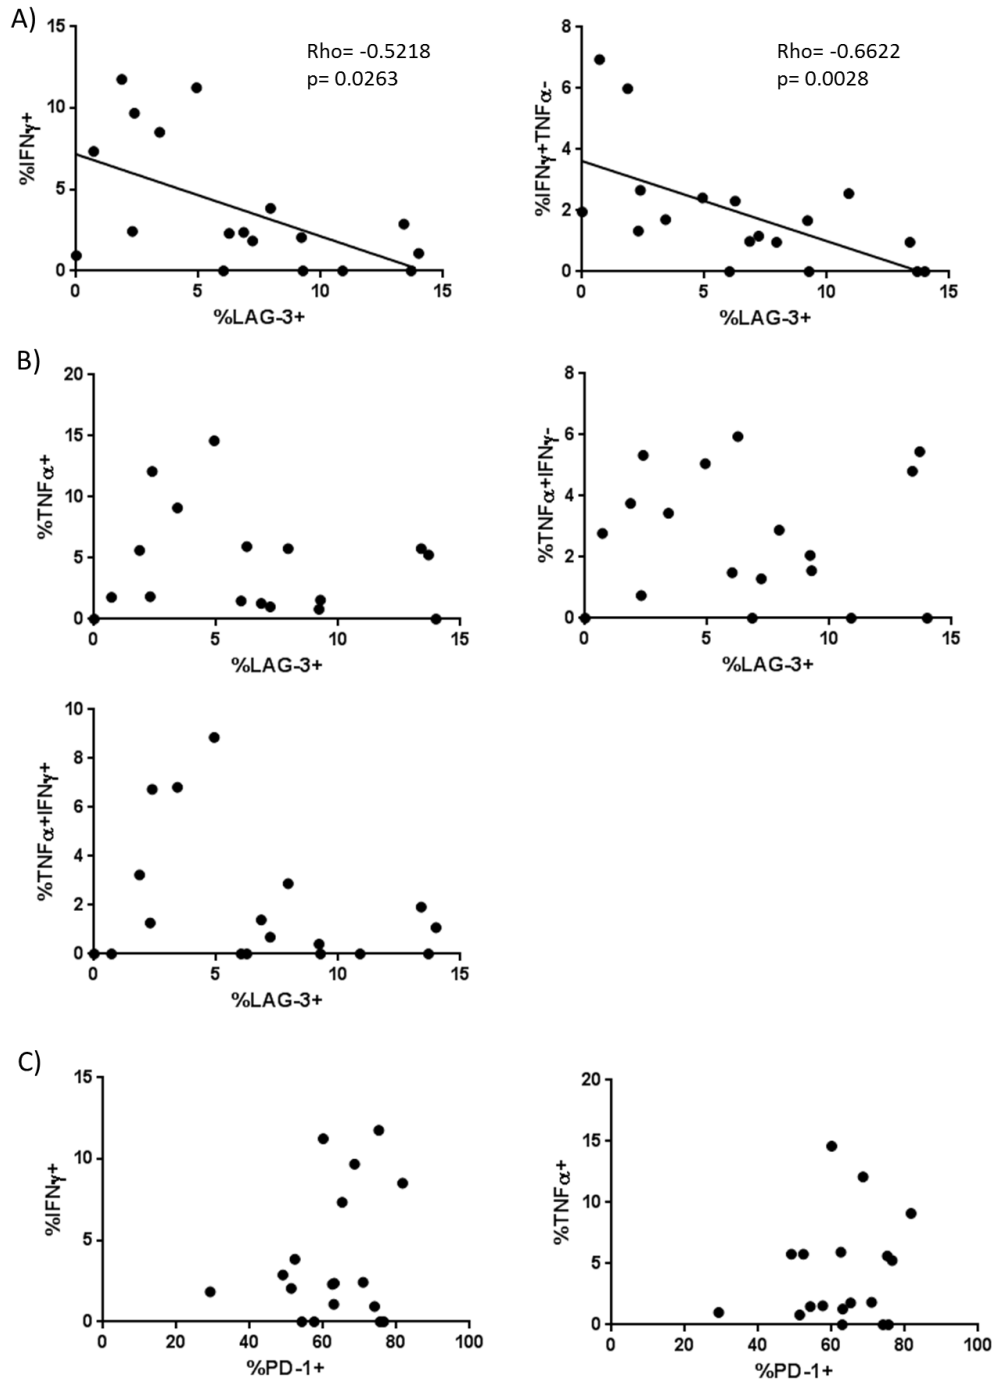 A)
15
10
5
0
%IFNγ+
Rho= -0.5218
p= 0.0263
0 5 10 15
%LAG-3+
8
6
4
2
0
%IFNγ+TNFα-
Rho= -0.6622
p= 0.0028
0 5 10 15
%LAG-3+
B)
20
15
10
5
0
%TNFα+
0 5 10 15
%LAG-3+
8
6
4
2
0
%TNFα+IFNγ-
0 5 10 15
%LAG-3+
10
8
6
4
2
0
%TNFα+IFNγ+
0 5 10 15
%LAG-3+
C)
15
10
5
0
%IFNγ+
0 20 40 60 80 100
%PD-1+
20
15
10
5
0
%TNFα+
0 20 40 60 80 100
%PD-1+